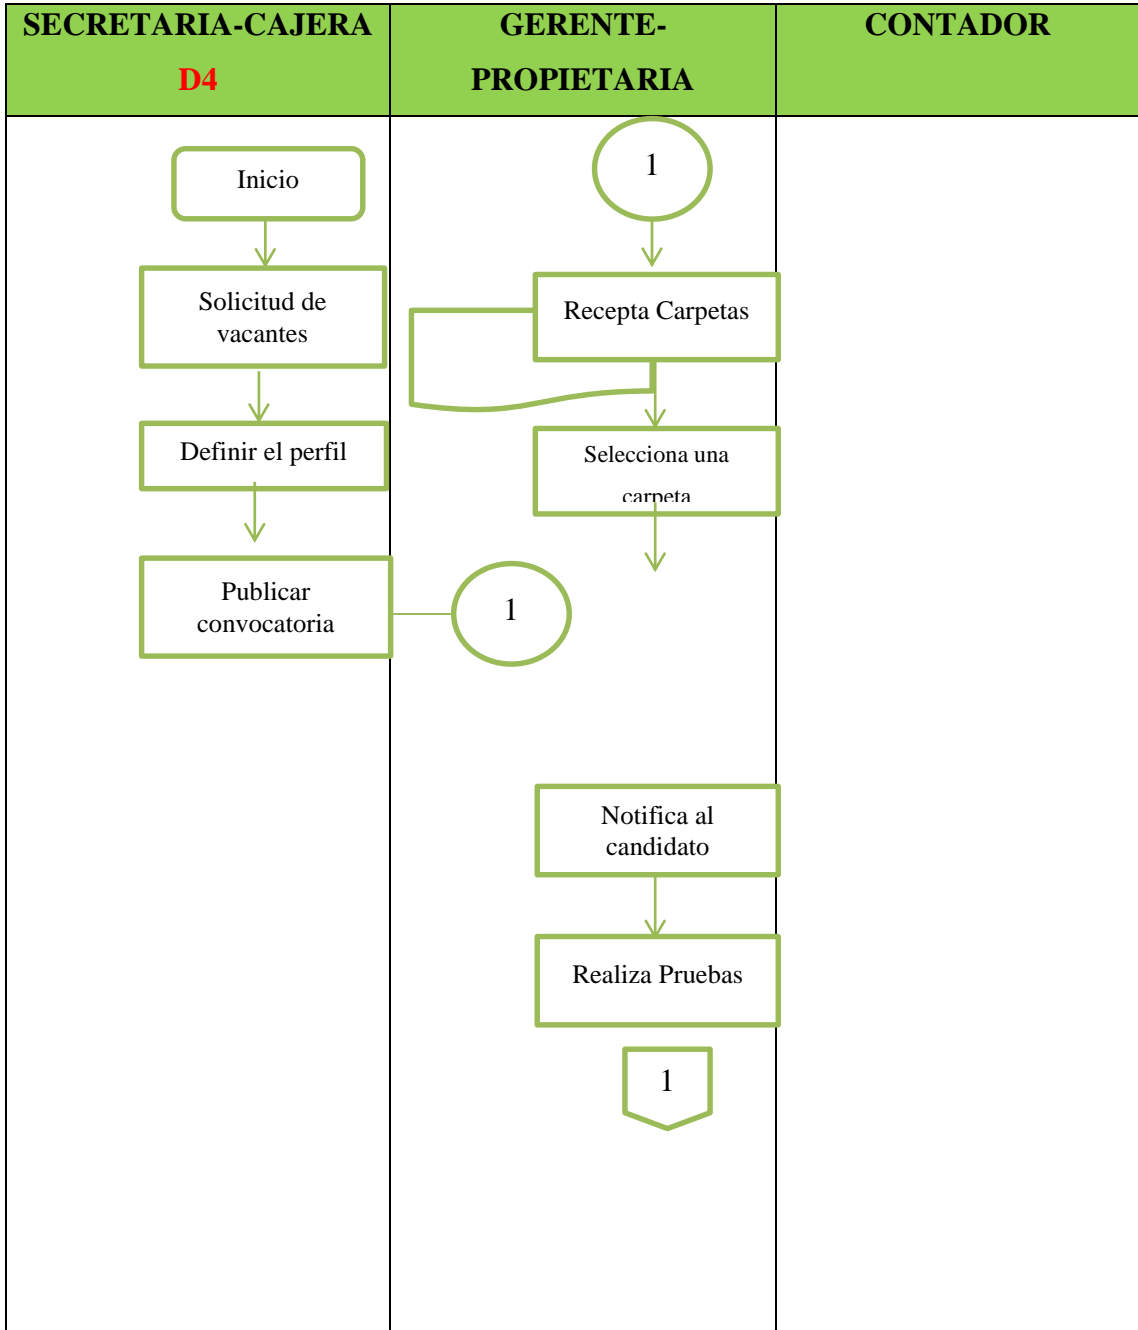 SECRETARIA-CAJERA
D4
GERENTE-
PROPIETARIA
CONTADOR
Inicio
Solicitud de
vacantes
Definir el perfil
Publicar
convocatoria
1
1
Recepta Carpetas
Selecciona una
carpeta
Notifica al
candidato
Realiza Pruebas
1